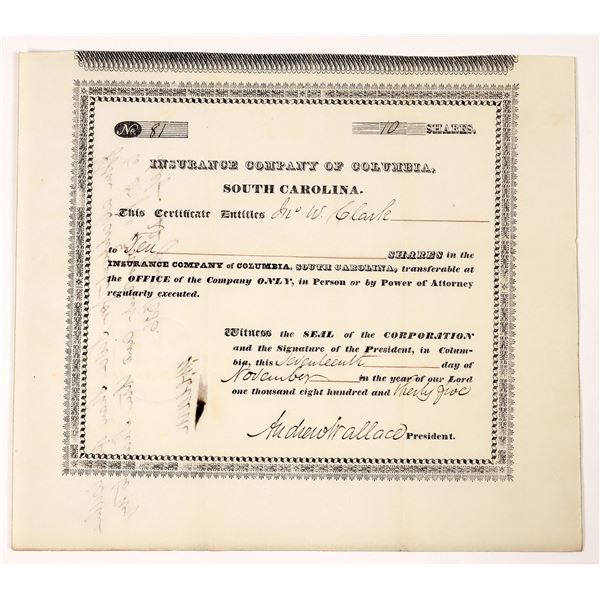 No 81 10 SHARES.
INSURANCE COMPANY OF COLUMBIA,
SOUTH CAROLINA.
This Certificate Entitles Jno W. Clark
to Ten SHARES in the
INSURANCE COMPANY of COLUMBIA, SOUTH CAROLINA, transferable at
the OFFICE of the Company ONLY, in Person or by Power of Attorney
regularly executed.
Witness the SEAL of the CORPORATION
and the Signature of the President, in Colum-
bia, this Seventeenth day of
November in the year of our Lord
one thousand eight hundred and thirty five
Andrew Wallace President.